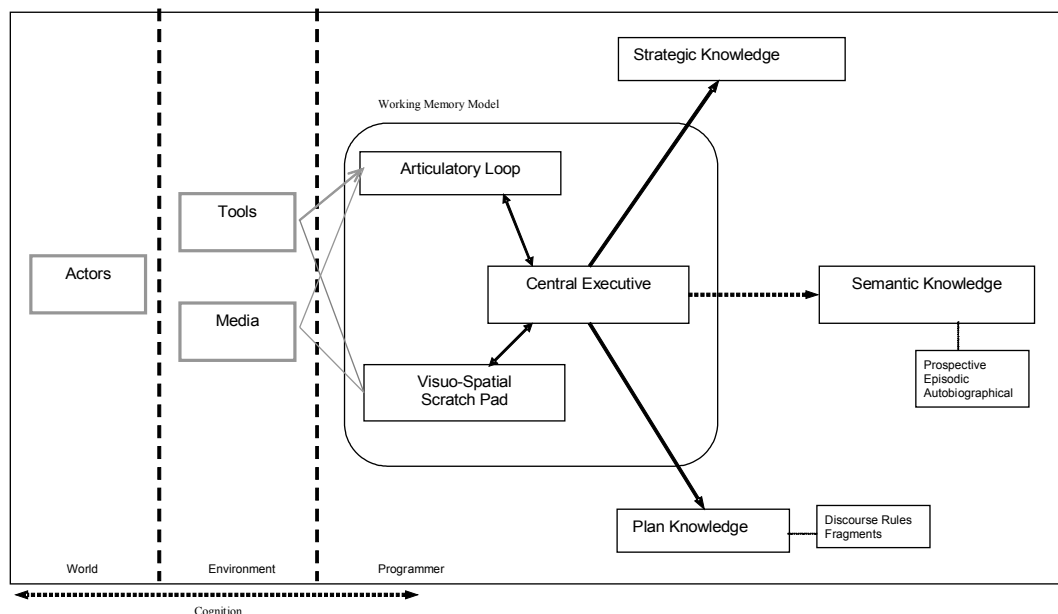 Strategic Knowledge
Working Memory Model
Articulatory Loop
Tools
Actors
Central Executive
Semantic Knowledge
Media
Prospective
Episodic
Autobiographical
Visuo-Spatial
Scratch Pad
Plan Knowledge
Discourse Rules
Fragments
World
Environment
Programmer
Cognition